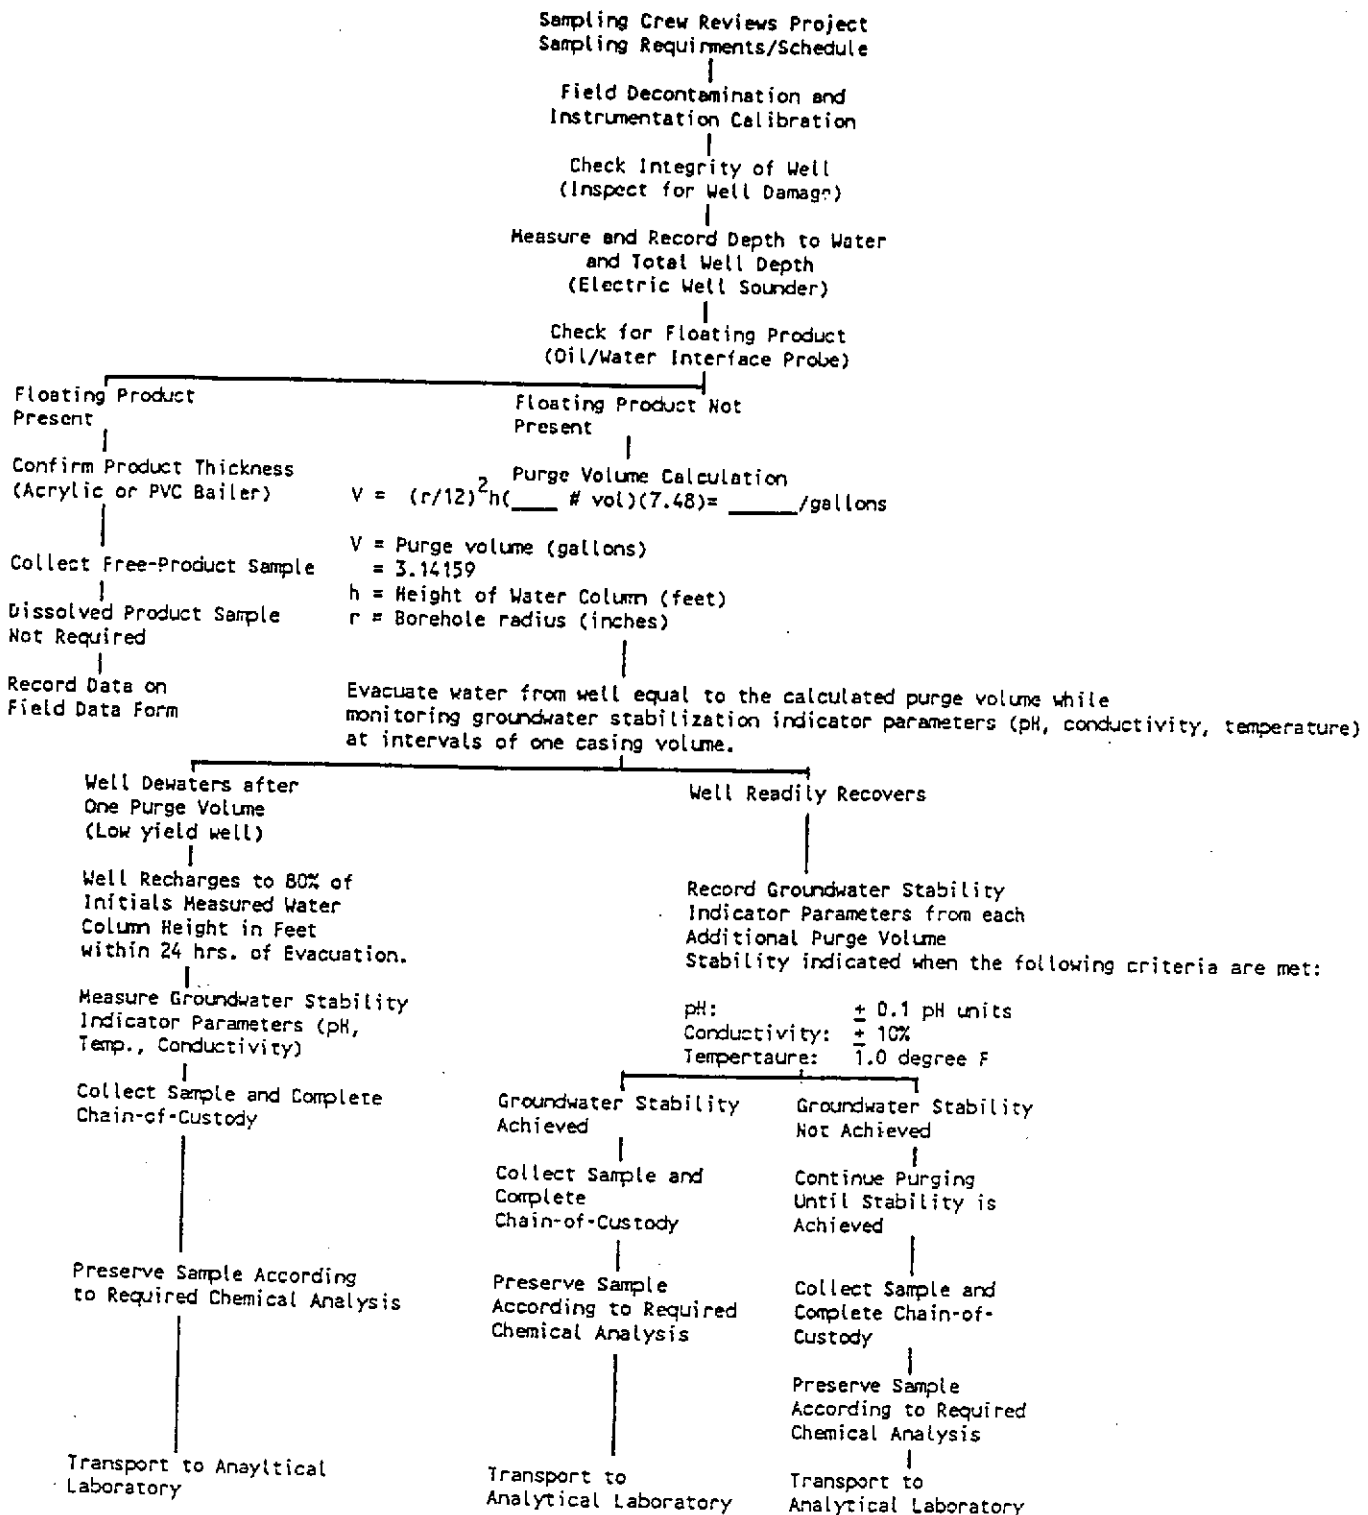 Sampling Crew Reviews Project
Sampling Requirments/Schedule
Field Decontamination and
Instrumentation Calibration
Check Integrity of Well
(Inspect for Well Damage)
Measure and Record Depth to Water
and Total Well Depth
(Electric Well Sounder)
Check for Floating Product
(Oil/Water Interface Probe)
Floating Product
Present
Confirm Product Thickness
(Acrylic or PVC Bailer)
Collect Free-Product Sample
Dissolved Product Sample
Not Required
Record Data on
Field Data Form
Floating Product Not
Present
Purge Volume Calculation
V = (r/12)²h(____ # vol)(7.48)= ______/gallons
V = Purge volume (gallons)
= 3.14159
h = Height of Water Column (feet)
r = Borehole radius (inches)
Evacuate water from well equal to the calculated purge volume while
monitoring groundwater stabilization indicator parameters (pH, conductivity, temperature)
at intervals of one casing volume.
Well Dewaters after
One Purge Volume
(Low yield well)
Well Recharges to 80% of
Initials Measured Water
Column Height in Feet
within 24 hrs. of Evacuation.
Measure Groundwater Stability
Indicator Parameters (pH,
Temp., Conductivity)
Collect Sample and Complete
Chain-of-Custody
Preserve Sample According
to Required Chemical Analysis
Transport to Anayltical
Laboratory
Well Readily Recovers
Record Groundwater Stability
Indicator Parameters from each
Additional Purge Volume
Stability indicated when the following criteria are met:
pH: ± 0.1 pH units
Conductivity: ± 10%
Tempertaure: 1.0 degree F
Groundwater Stability
Achieved
Collect Sample and
Complete
Chain-of-Custody
Preserve Sample
According to Required
Chemical Analysis
Transport to
Analytical Laboratory
Groundwater Stability
Not Achieved
Continue Purging
Until Stability is
Achieved
Collect Sample and
Complete Chain-of-
Custody
Preserve Sample
According to Required
Chemical Analysis
Transport to
Analytical Laboratory